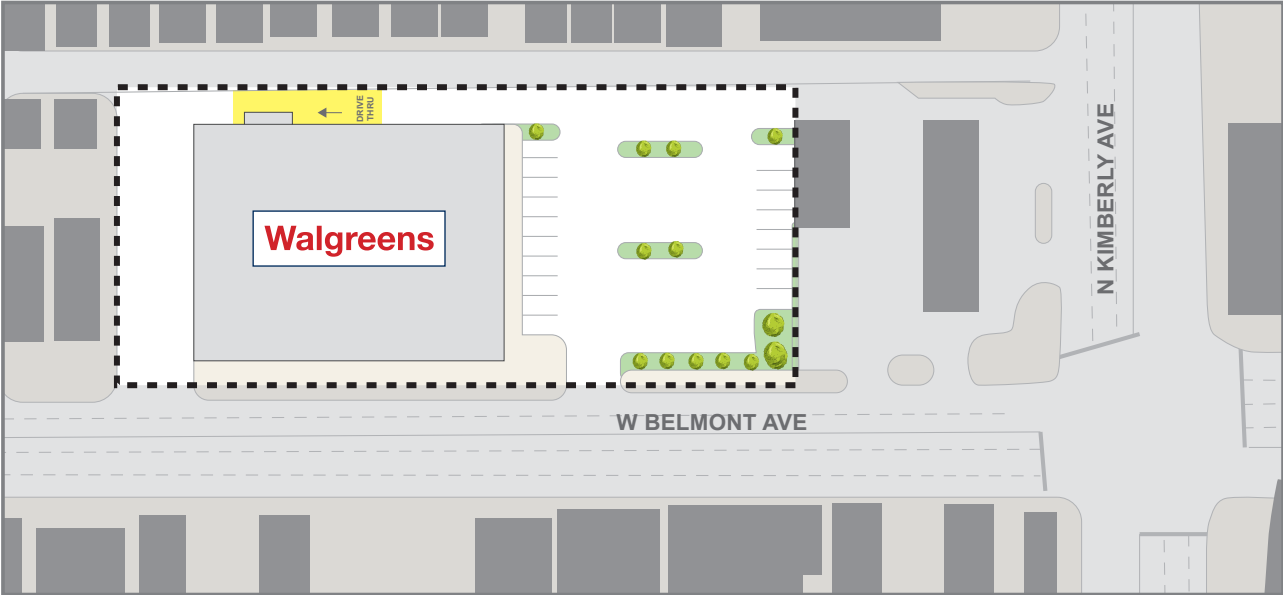 DRIVE
THRU
Walgreens
N KIMBERLY AVE
W BELMONT AVE